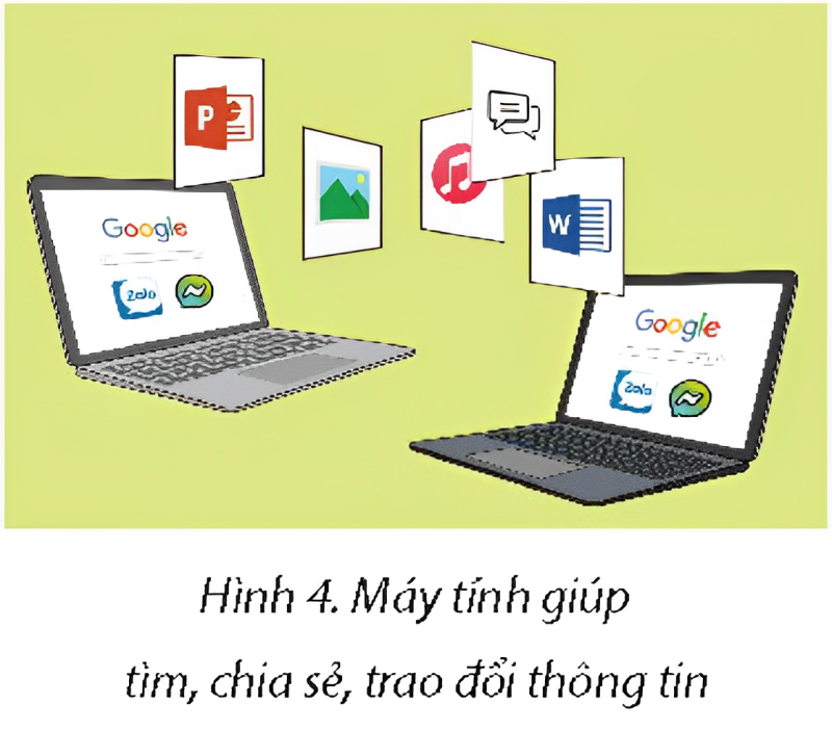 P
W
Google
Zalo
Google
Zalo
Hình 4. Máy tính giúp
tìm, chia sẻ, trao đổi thông tin